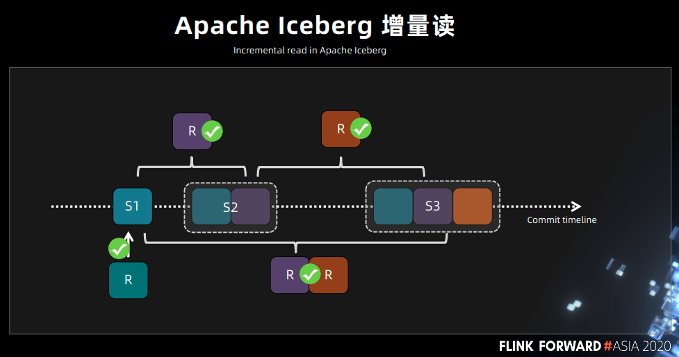 Apache Iceberg 增量读
Incremental read in Apache Iceberg
R
R
S1
S2
S3
Commit timeline
R
R R
FLINK FORWARD #ASIA 2020